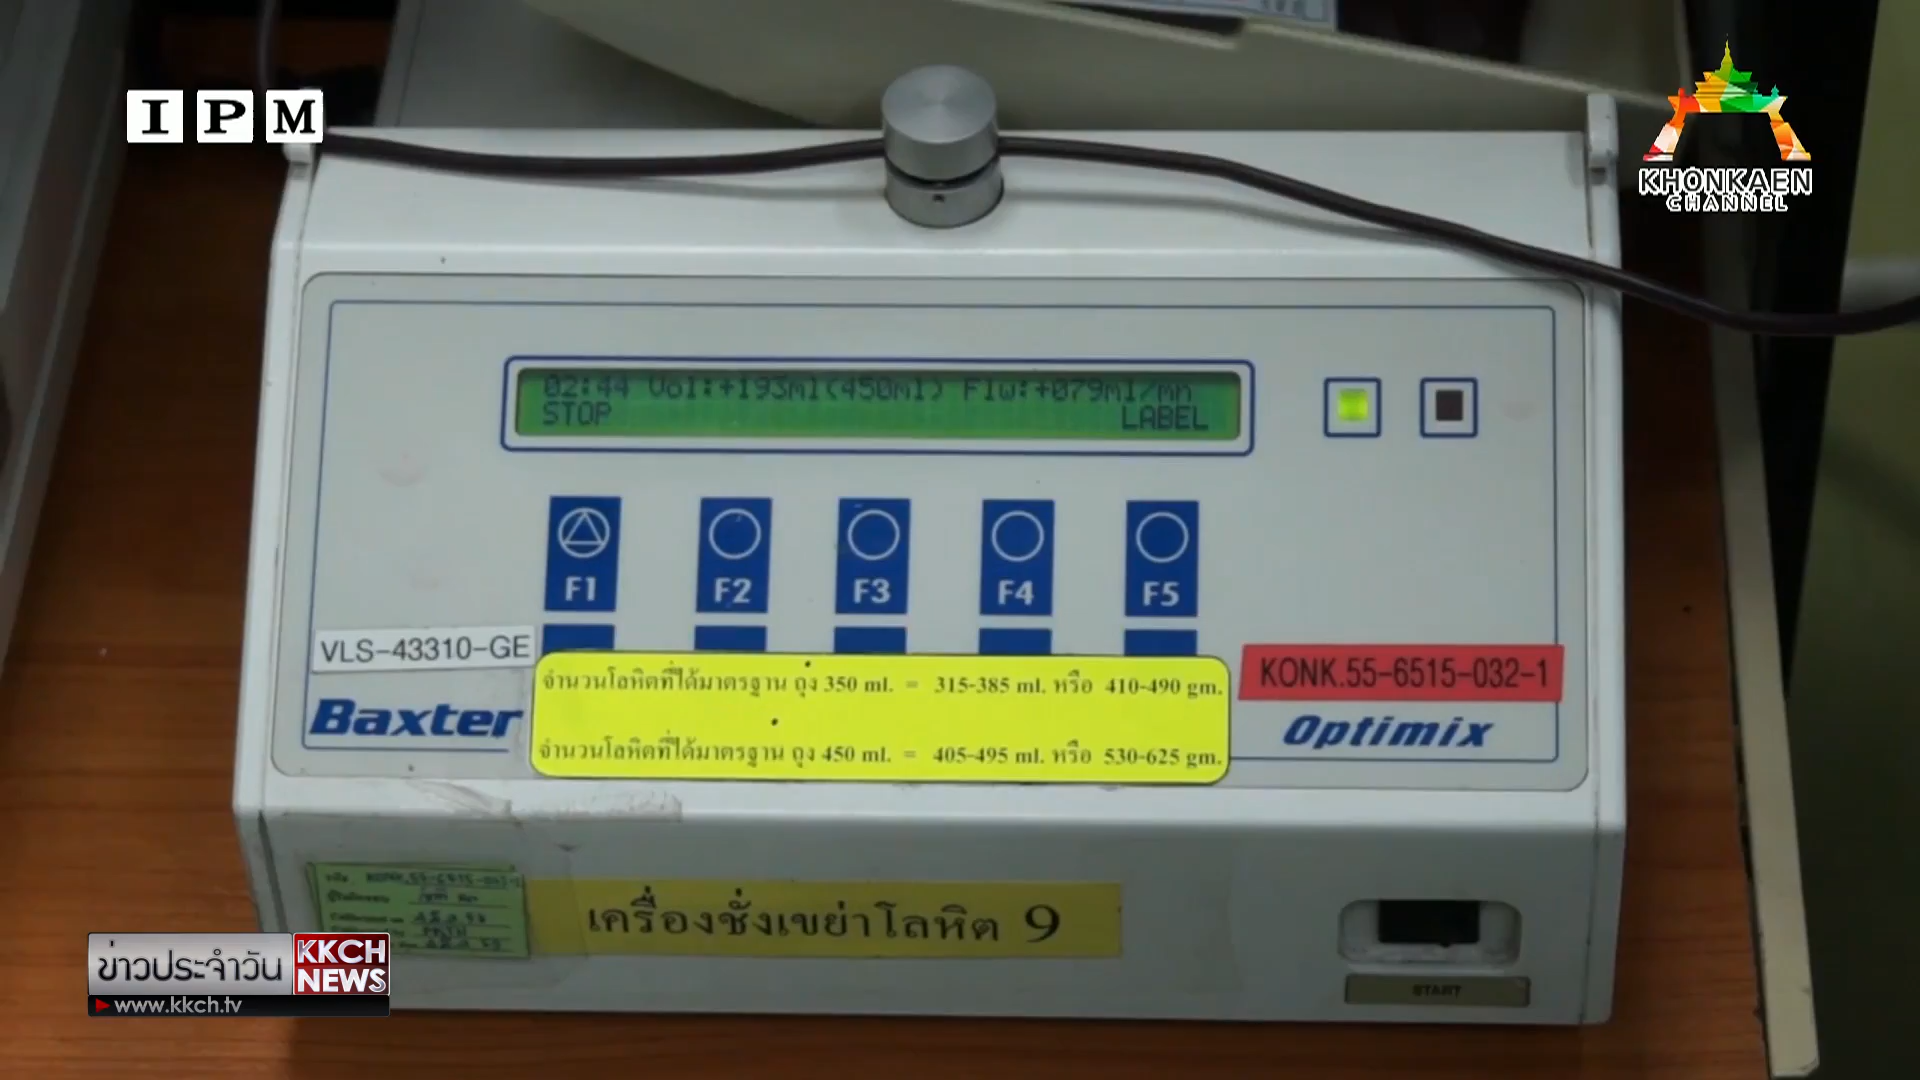 IPM
KHONKAEN
CHANNEL
02:44 Vol:+193ml(450ml) Flw:+079ml/mn
STOP LABEL
F1 F2 F3 F4 F5
VLS-43310-GE
KONK.55-6515-032-1
จำนวนโลหิตที่ได้มาตรฐาน ถุง 350 ml. = 315-385 ml. หรือ 410-490 gm.
จำนวนโลหิตที่ได้มาตรฐาน ถุง 450 ml. = 405-495 ml. หรือ 530-625 gm.
Baxter
Optimix
เครื่องชั่งเขย่าโลหิต 9
START
ข่าวประจำวัน KKCH NEWS
www.kkch.tv